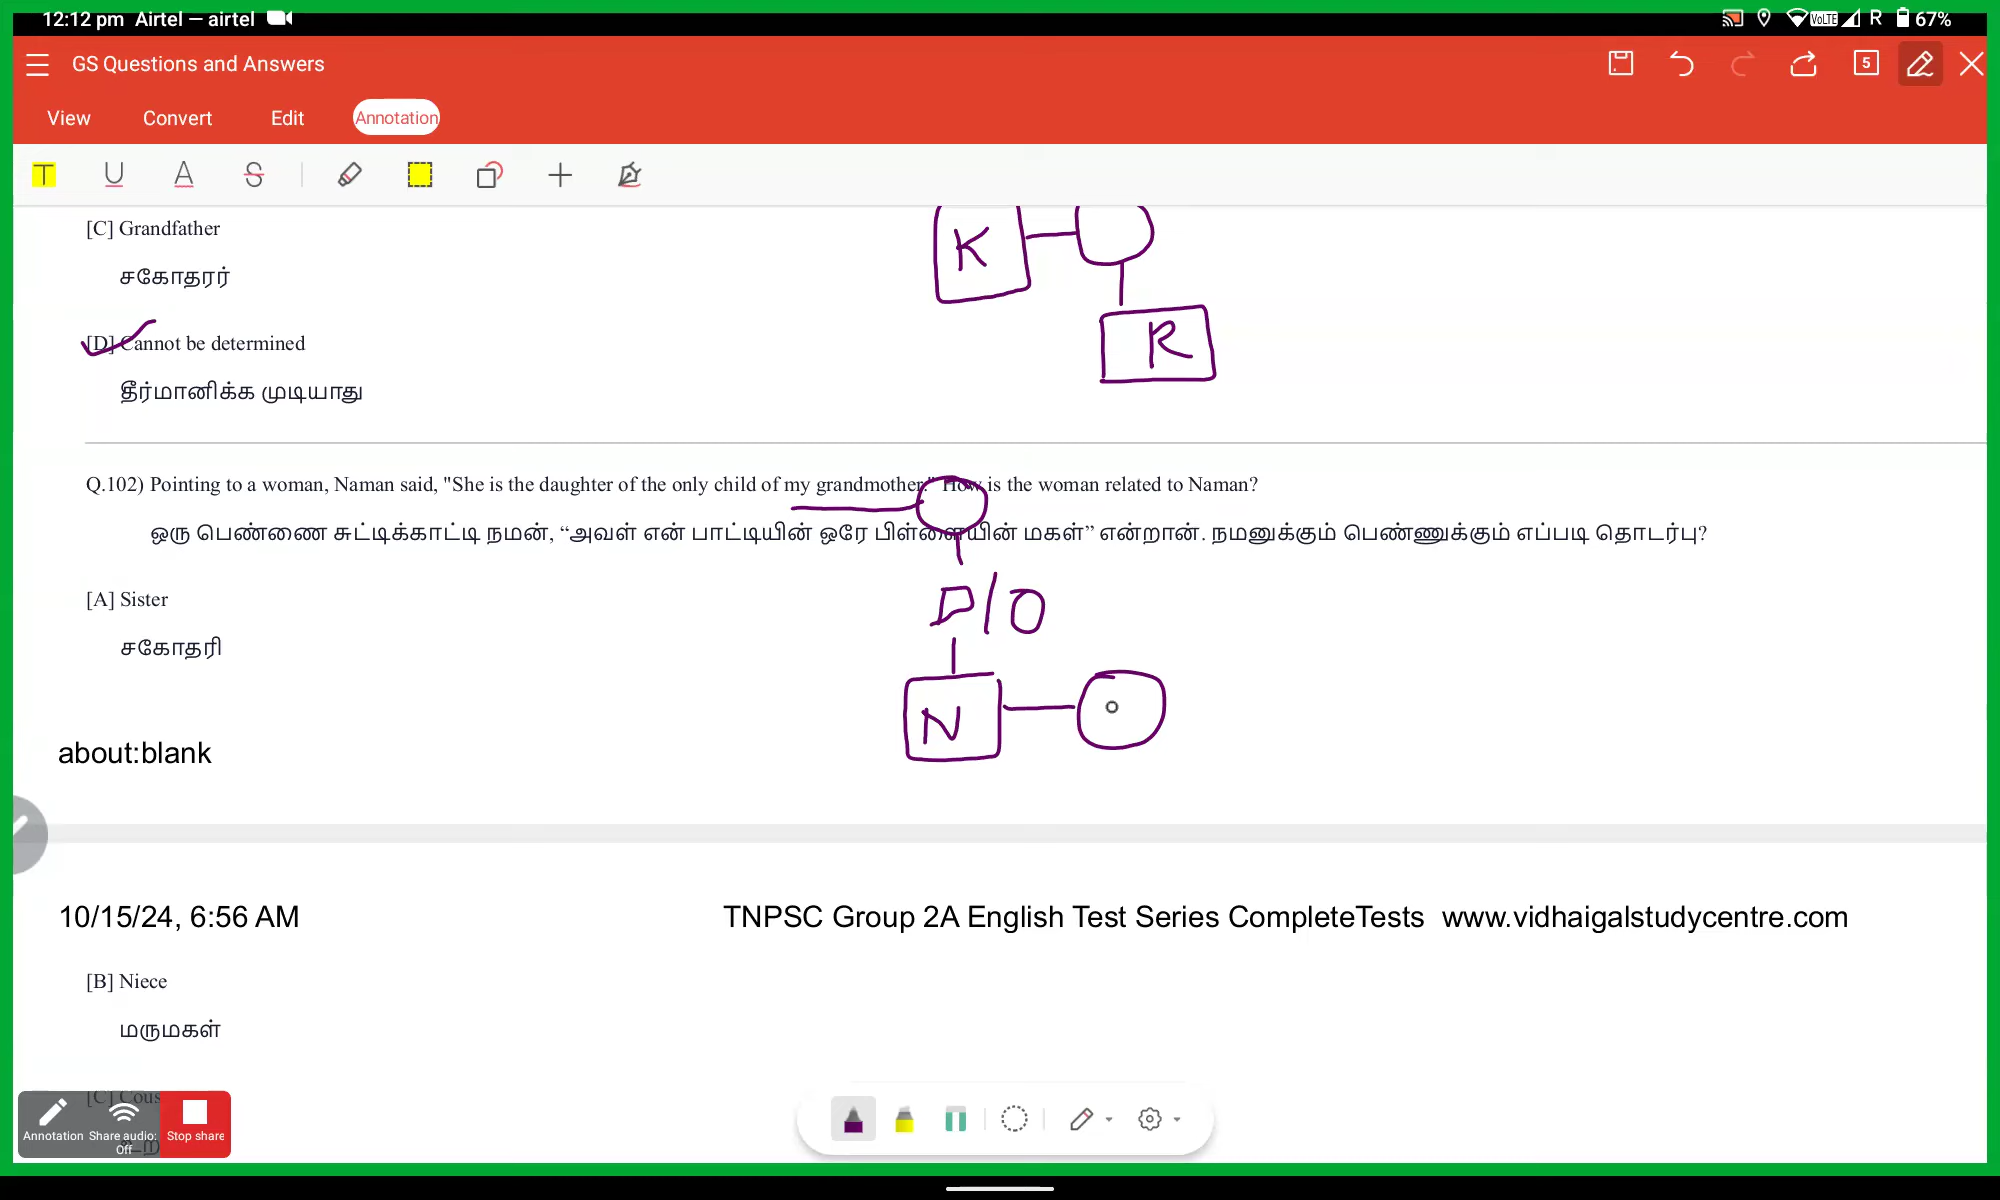 12:12 pm Airtel — airtel VoLTE R 67%
GS Questions and Answers 5
View Convert Edit Annotation
T U A S
[C] Grandfather
சகோதரர்
K
[D] Cannot be determined
R
தீர்மானிக்க முடியாது
Q.102) Pointing to a woman, Naman said, "She is the daughter of the only child of my grandmother." How is the woman related to Naman?
ஒரு பெண்ணை சுட்டிக்காட்டி நமன், “அவள் என் பாட்டியின் ஒரே பிள்ளையின் மகள்” என்றான். நமனுக்கும் பெண்ணுக்கும் எப்படி தொடர்பு?
[A] Sister
சகோதரி
N
about:blank
10/15/24, 6:56 AM TNPSC Group 2A English Test Series CompleteTests www.vidhaigalstudycentre.com
[B] Niece
மருமகள்
[C] Cous
Annotation Share audio: Off Stop share